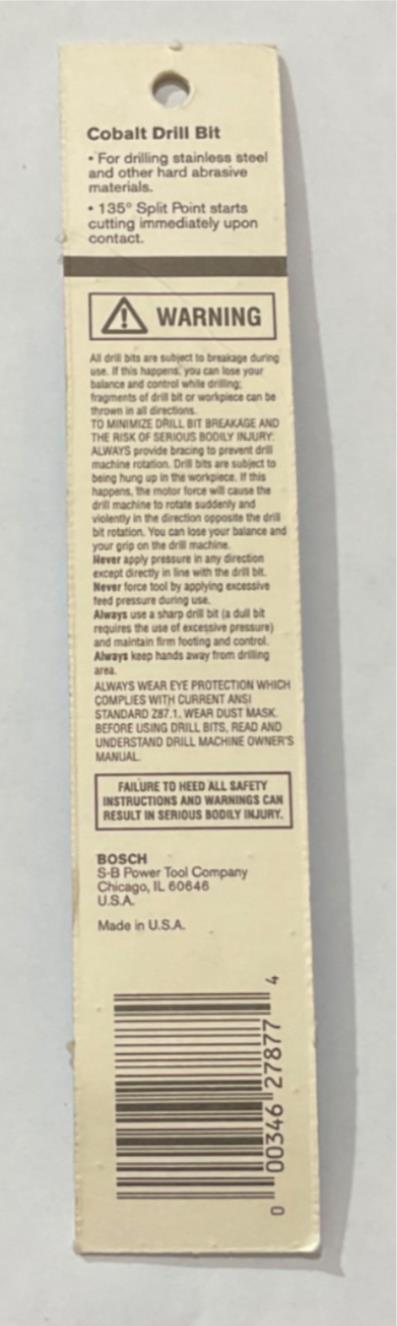 Cobalt Drill Bit
• For drilling stainless steel
and other hard abrasive
materials.
• 135° Split Point starts
cutting immediately upon
contact.
WARNING
All drill bits are subject to breakage during
use. If this happens, you can lose your
balance and control while drilling;
fragments of drill bit or workpiece can be
thrown in all directions.
TO MINIMIZE DRILL BIT BREAKAGE AND
THE RISK OF SERIOUS BODILY INJURY:
ALWAYS provide bracing to prevent drill
machine rotation. Drill bits are subject to
being hung up in the workpiece. If this
happens, the motor force will cause the
drill machine to rotate suddenly and
violently in the direction opposite the drill
bit rotation. You can lose your balance and
your grip on the drill machine.
Never apply pressure in any direction
except directly in line with the drill bit.
Never force tool by applying excessive
feed pressure during use.
Always use a sharp drill bit (a dull bit
requires the use of excessive pressure)
and maintain firm footing and control.
Always keep hands away from drilling
area.
ALWAYS WEAR EYE PROTECTION WHICH
COMPLIES WITH CURRENT ANSI
STANDARD Z87.1. WEAR DUST MASK.
BEFORE USING DRILL BITS, READ AND
UNDERSTAND DRILL MACHINE OWNER'S
MANUAL.
FAILURE TO HEED ALL SAFETY
INSTRUCTIONS AND WARNINGS CAN
RESULT IN SERIOUS BODILY INJURY.
BOSCH
S-B Power Tool Company
Chicago, IL 60646
U.S.A.
Made in U.S.A.
0 00346 27877 4